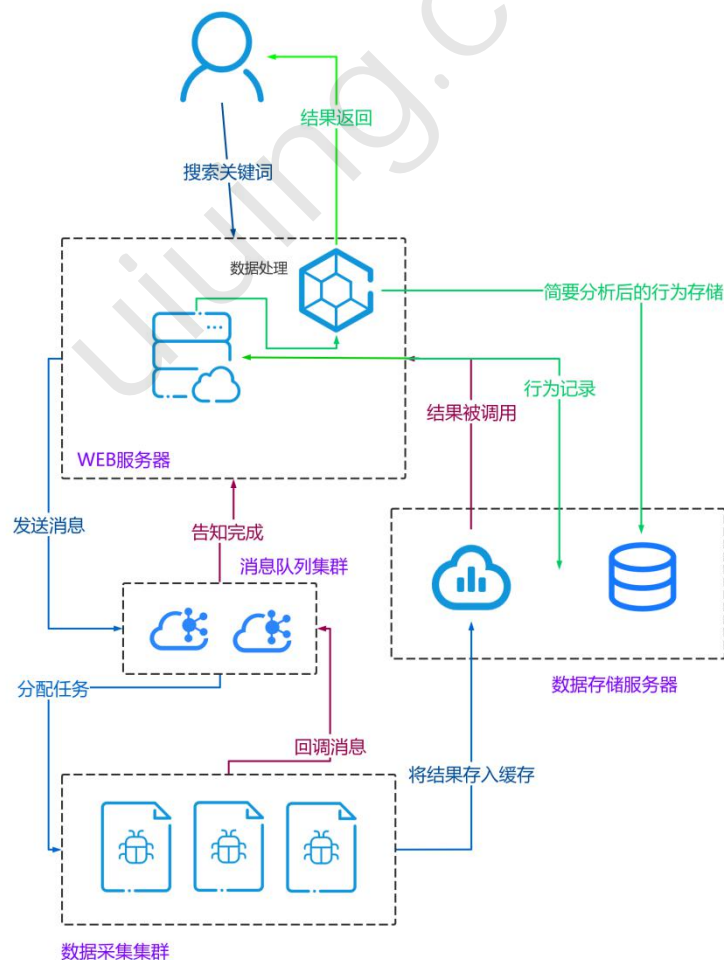 uiuing.c
结果返回
搜索关键词
数据处理
简要分析后的行为存储
行为记录
结果被调用
WEB服务器
发送消息
告知完成
消息队列集群
分配任务
数据存储服务器
回调消息
将结果存入缓存
数据采集集群